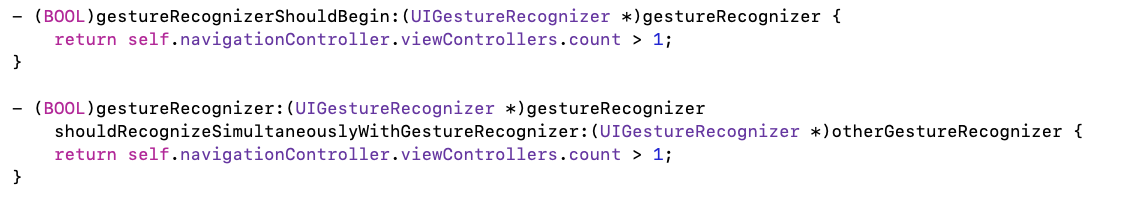 - (BOOL)gestureRecognizerShouldBegin:(UIGestureRecognizer *)gestureRecognizer {
    return self.navigationController.viewControllers.count > 1;
}

- (BOOL)gestureRecognizer:(UIGestureRecognizer *)gestureRecognizer
    shouldRecognizeSimultaneouslyWithGestureRecognizer:(UIGestureRecognizer *)otherGestureRecognizer {
    return self.navigationController.viewControllers.count > 1;
}